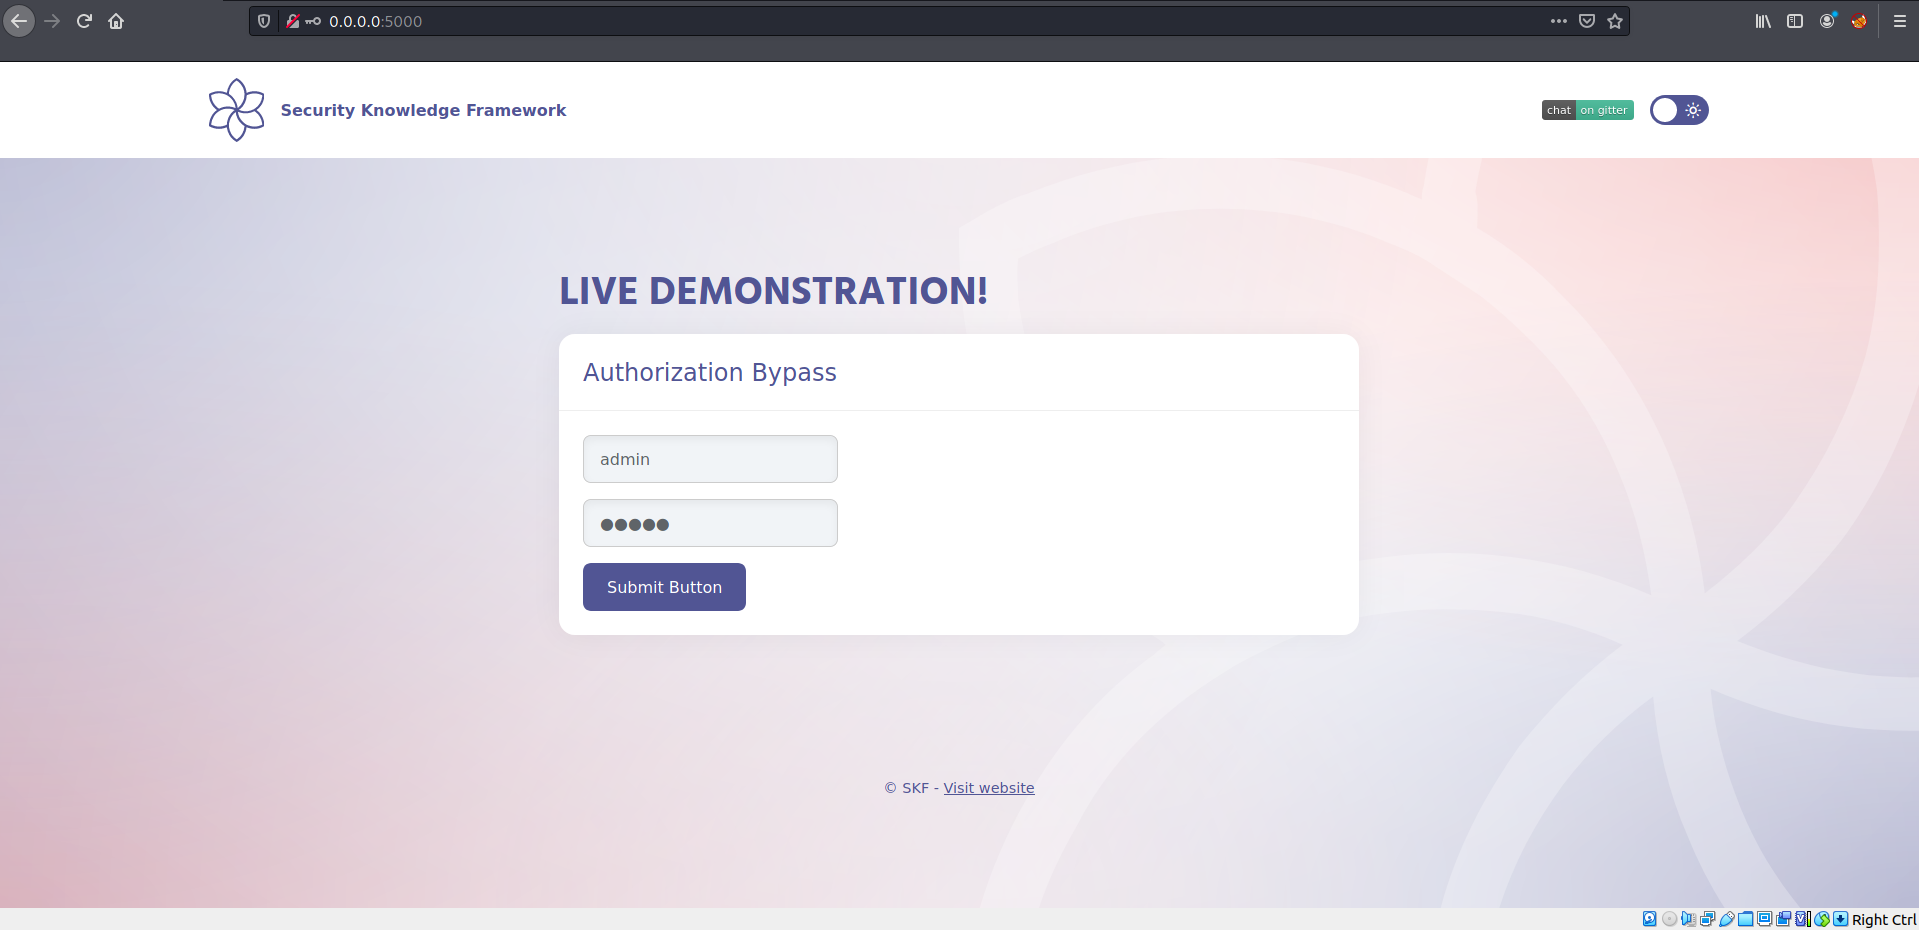 0.0.0.0:5000
Security Knowledge Framework
chat on gitter
LIVE DEMONSTRATION!
Authorization Bypass
admin
●●●●●
Submit Button
© SKF - Visit website
Right Ctrl